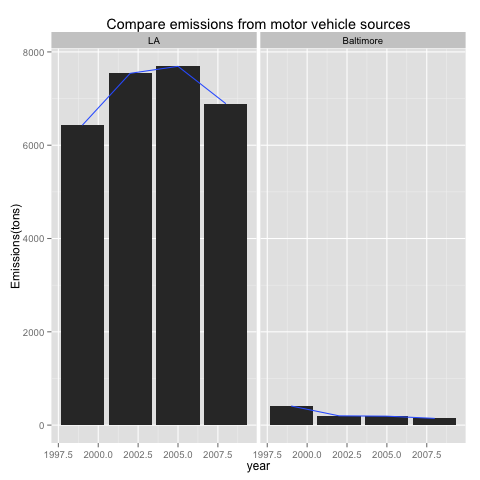 Compare emissions from motor vehicle sources
LA
Baltimore
Emissions(tons)
8000
6000
4000
2000
0
1997.5 2000.0 2002.5 2005.0 2007.5
1997.5 2000.0 2002.5 2005.0 2007.5
year